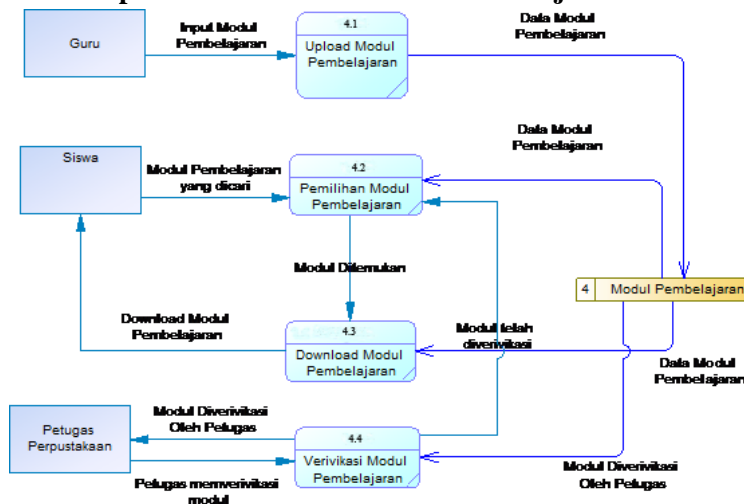 Guru
Input Modul
Pembelajaran
4.1
Upload Modul
Pembelajaran
Data Modul
Pembelajaran
Siswa
Modul Pembelajaran
yang dicari
4.2
Pemilihan Modul
Pembelajaran
Data Modul
Pembelajaran
Modul Ditemukan
4 Modul Pembelajaran
Download Modul
Pembelajaran
4.3
Download Modul
Pembelajaran
Modul telah
diverivikasi
Data Modul
Pembelajaran
Petugas
Perpustakaan
Modul Diverivikasi
Oleh Petugas
4.4
Verivikasi Modul
Pembelajaran
Modul Diverivikasi
Oleh Petugas
Petugas memverivikasi
modul